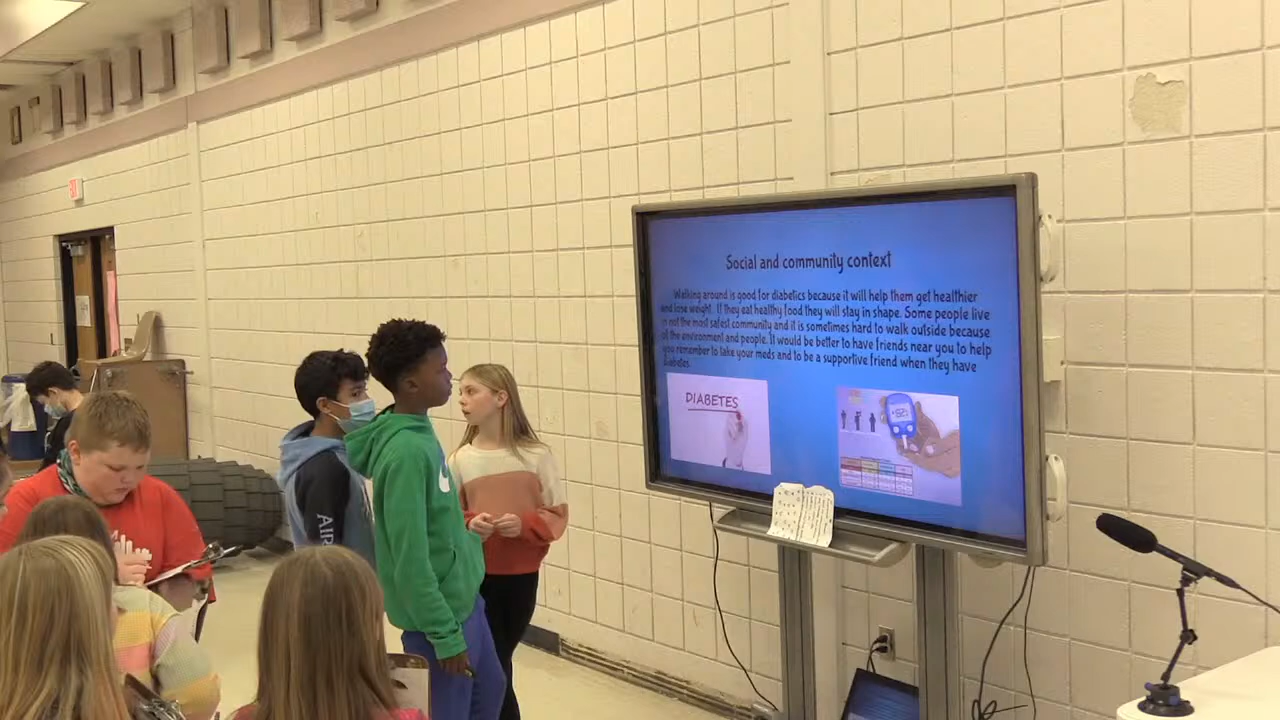 Social and community context
Walking around is good for diabetics because it will help them get healthier
and lose weight. If they eat healthy food they will stay in shape. Some people live
in not the most safest community and it is sometimes hard to walk outside because
of the environment and people. It would be better to have friends near you to help
you remember to take your meds and to be a supportive friend when they have
Diabetes.
DIABETES
AIR